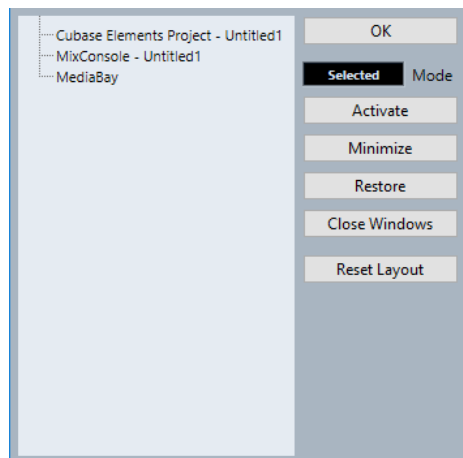 Cubase Elements Project - Untitled1
MixConsole - Untitled1
MediaBay
OK
Selected Mode
Activate
Minimize
Restore
Close Windows
Reset Layout